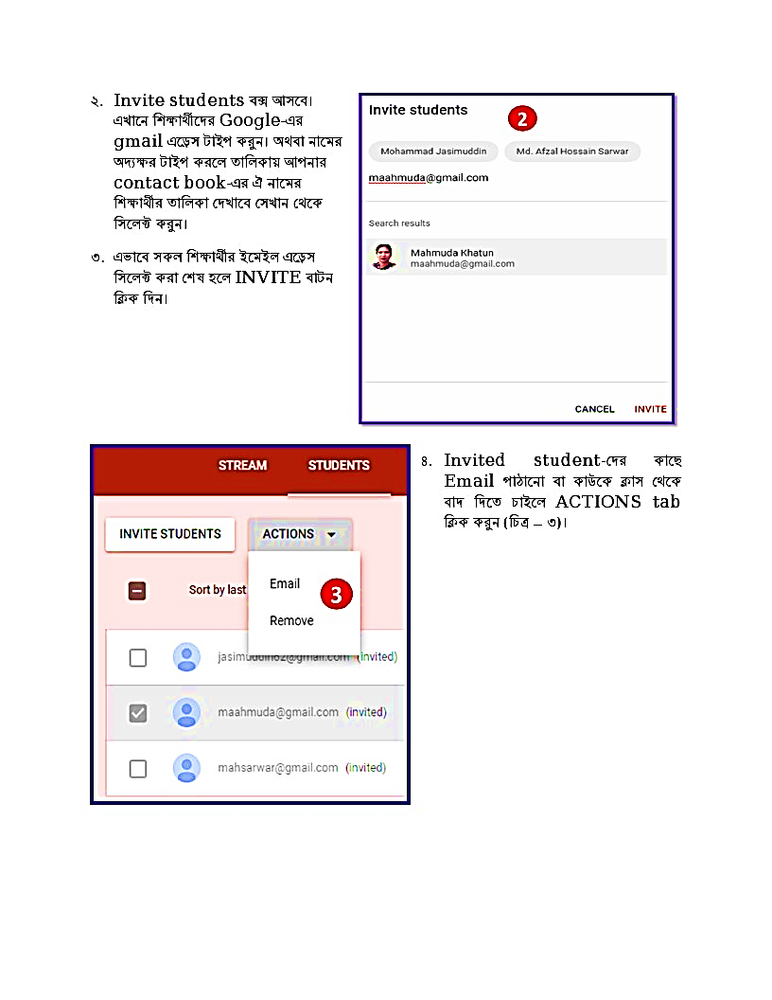 ২. Invite students বক্স আসবে।
এখানে শিক্ষার্থীদের Google-এর
gmail এড্রেস টাইপ করুন। অথবা নামের
অদ্যক্ষর টাইপ করলে তালিকায় আপনার
contact book-এর ঐ নামের
শিক্ষার্থীর তালিকা দেখাবে সেখান থেকে
সিলেক্ট করুন।
৩. এভাবে সকল শিক্ষার্থীর ইমেইল এড্রেস
সিলেক্ট করা শেষ হলে INVITE বাটন
ক্লিক দিন।
Invite students
2
Mohammad Jasimuddin Md. Afzal Hossain Sarwar
maahmuda@gmail.com
Search results
Mahmuda Khatun
maahmuda@gmail.com
CANCEL INVITE
STREAM STUDENTS
INVITE STUDENTS ACTIONS
Sort by last
Email
3
Remove
jasimuddin62@gmail.com (invited)
maahmuda@gmail.com (invited)
mahsarwar@gmail.com (invited)
৪. Invited student-দের কাছে
Email পাঠানো বা কাউকে ক্লাস থেকে
বাদ দিতে চাইলে ACTIONS tab
ক্লিক করুন (চিত্র – ৩)।